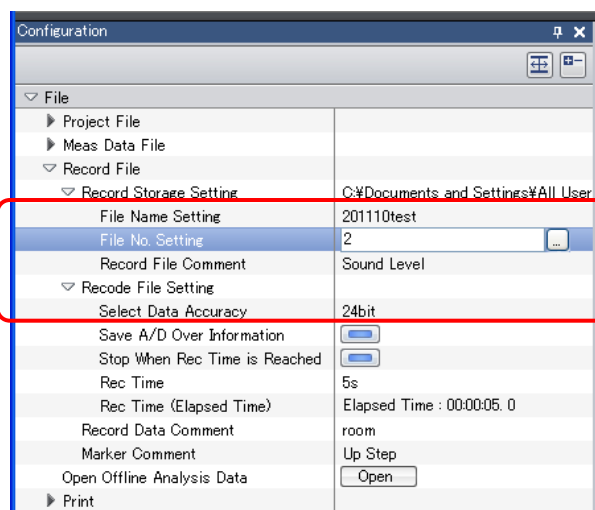 Configuration
File
Project File
Meas Data File
Record File
Record Storage Setting C:¥Documents and Settings¥All User
File Name Setting 201110test
File No. Setting 2 ...
Record File Comment Sound Level
Recode File Setting
Select Data Accuracy 24bit
Save A/D Over Information
Stop When Rec Time is Reached
Rec Time 5s
Rec Time (Elapsed Time) Elapsed Time : 00:00:05. 0
Record Data Comment room
Marker Comment Up Step
Open Offline Analysis Data Open
Print